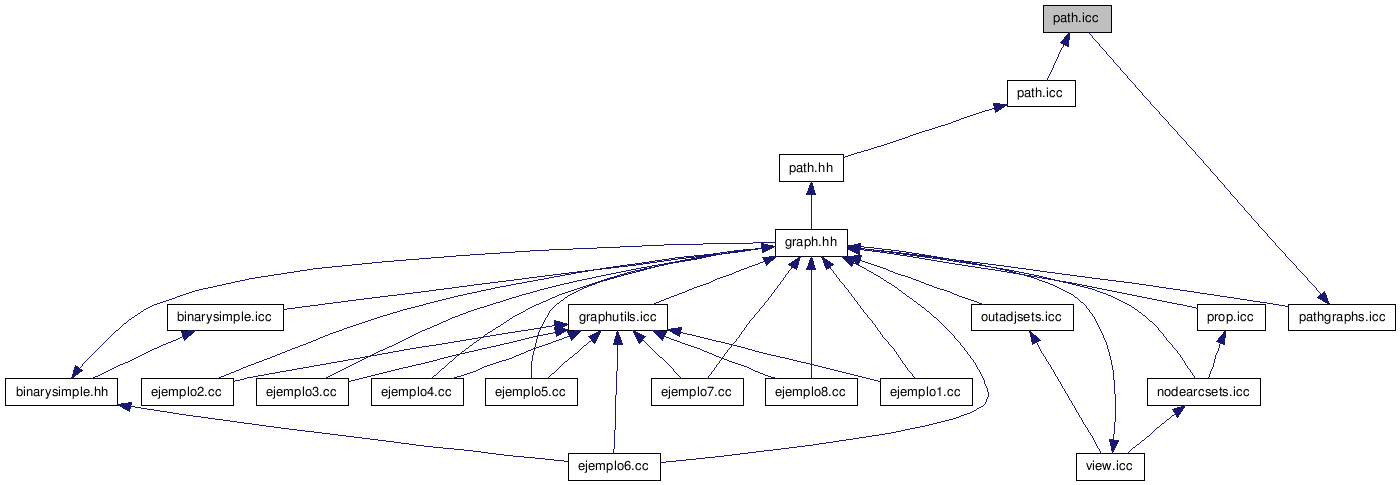 path.icc
path.icc
path.hh
graph.hh
binarysimple.icc
graphutils.icc
outadjsets.icc
prop.icc
pathgraphs.icc
binarysimple.hh
ejemplo2.cc
ejemplo3.cc
ejemplo4.cc
ejemplo5.cc
ejemplo7.cc
ejemplo8.cc
ejemplo1.cc
nodearcsets.icc
ejemplo6.cc
view.icc